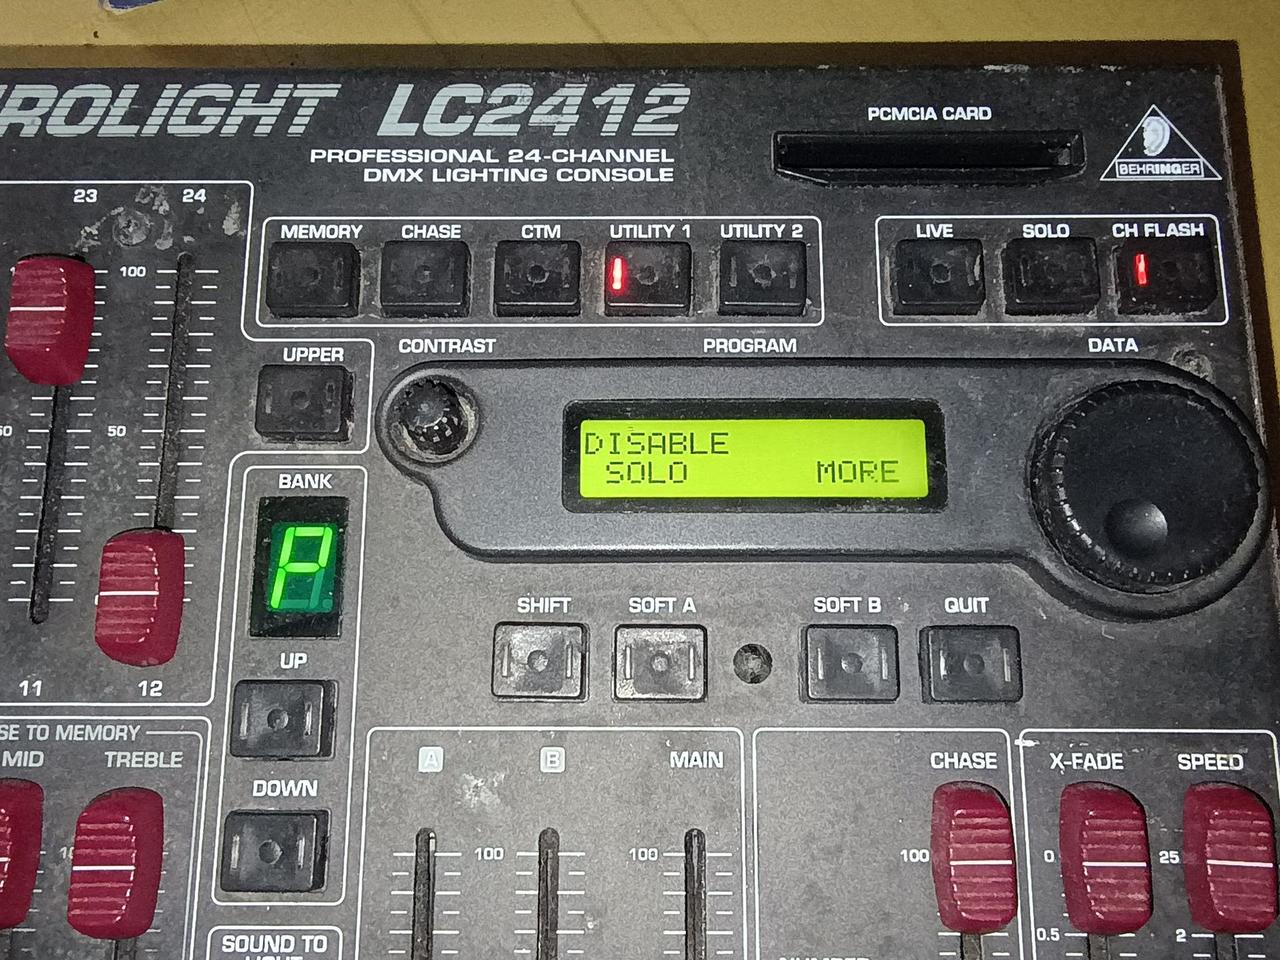 ROLIGHT LC2412
PROFESSIONAL 24-CHANNEL
DMX LIGHTING CONSOLE
PCMCIA CARD
BEHRINGER
23 24
100
50
MEMORY CHASE CTM UTILITY 1 UTILITY 2
LIVE SOLO CH FLASH
UPPER
CONTRAST PROGRAM DATA
DISABLE
SOLO MORE
BANK
P
UP
DOWN
SHIFT SOFT A SOFT B QUIT
11 12
SE TO MEMORY
MID TREBLE
A B MAIN
100 100
CHASE X-FADE SPEED
100 0 25
0.5 2
SOUND TO